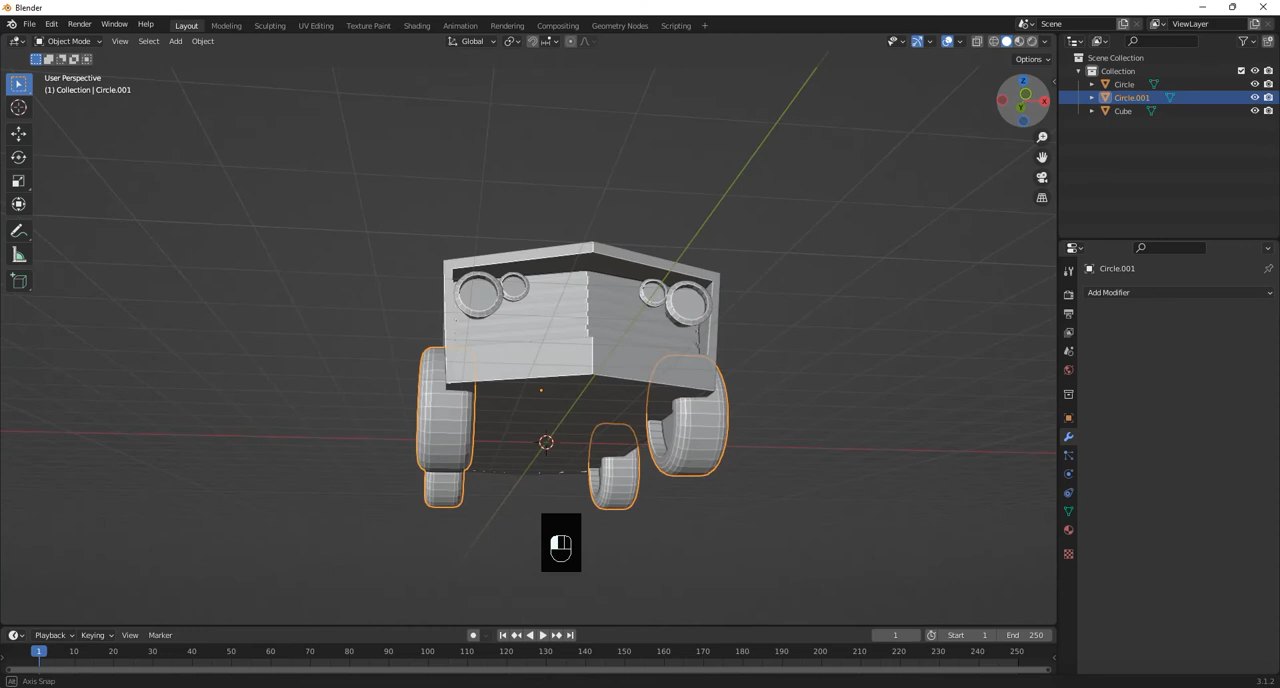 Blender
File Edit Render Window Help Layout Modeling Sculpting UV Editing Texture Paint Shading Animation Rendering Compositing Geometry Nodes Scripting + Scene ViewLayer
Object Mode View Select Add Object Global
Options
User Perspective
(1) Collection | Circle.001
Z
X
Y
Scene Collection
Collection
Circle
Circle.001
Cube
Circle.001
Add Modifier
Playback Keying View Marker 1 Start 1 End 250
1 10 20 30 40 50 60 70 80 90 100 110 120 130 140 150 160 170 180 190 200 210 220 230 240 250
Alt Axis Snap 3.1.2